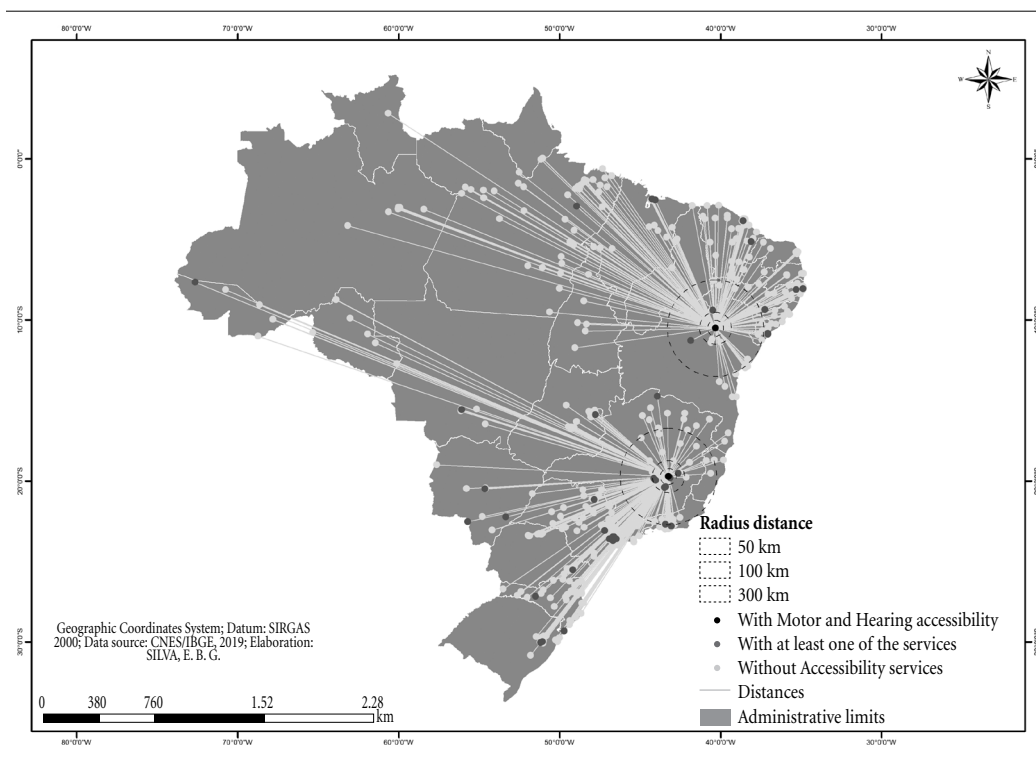 80°0'0"W 70°0'0"W 60°0'0"W 50°0'0"W 40°0'0"W 30°0'0"W
N
W E
S
0°0'0"
10°0'0"S
20°0'0"S
30°0'0"S
Radius distance
50 km
100 km
300 km
With Motor and Hearing accessibility
With at least one of the services
Without Accessibility services
Distances
Administrative limits
Geographic Coordinates System; Datum: SIRGAS
2000; Data source: CNES/IBGE, 2019; Elaboration:
SILVA, E. B. G.
0 380 760 1.52 2.28
km
80°0'0"W 70°0'0"W 60°0'0"W 50°0'0"W 40°0'0"W 30°0'0"W